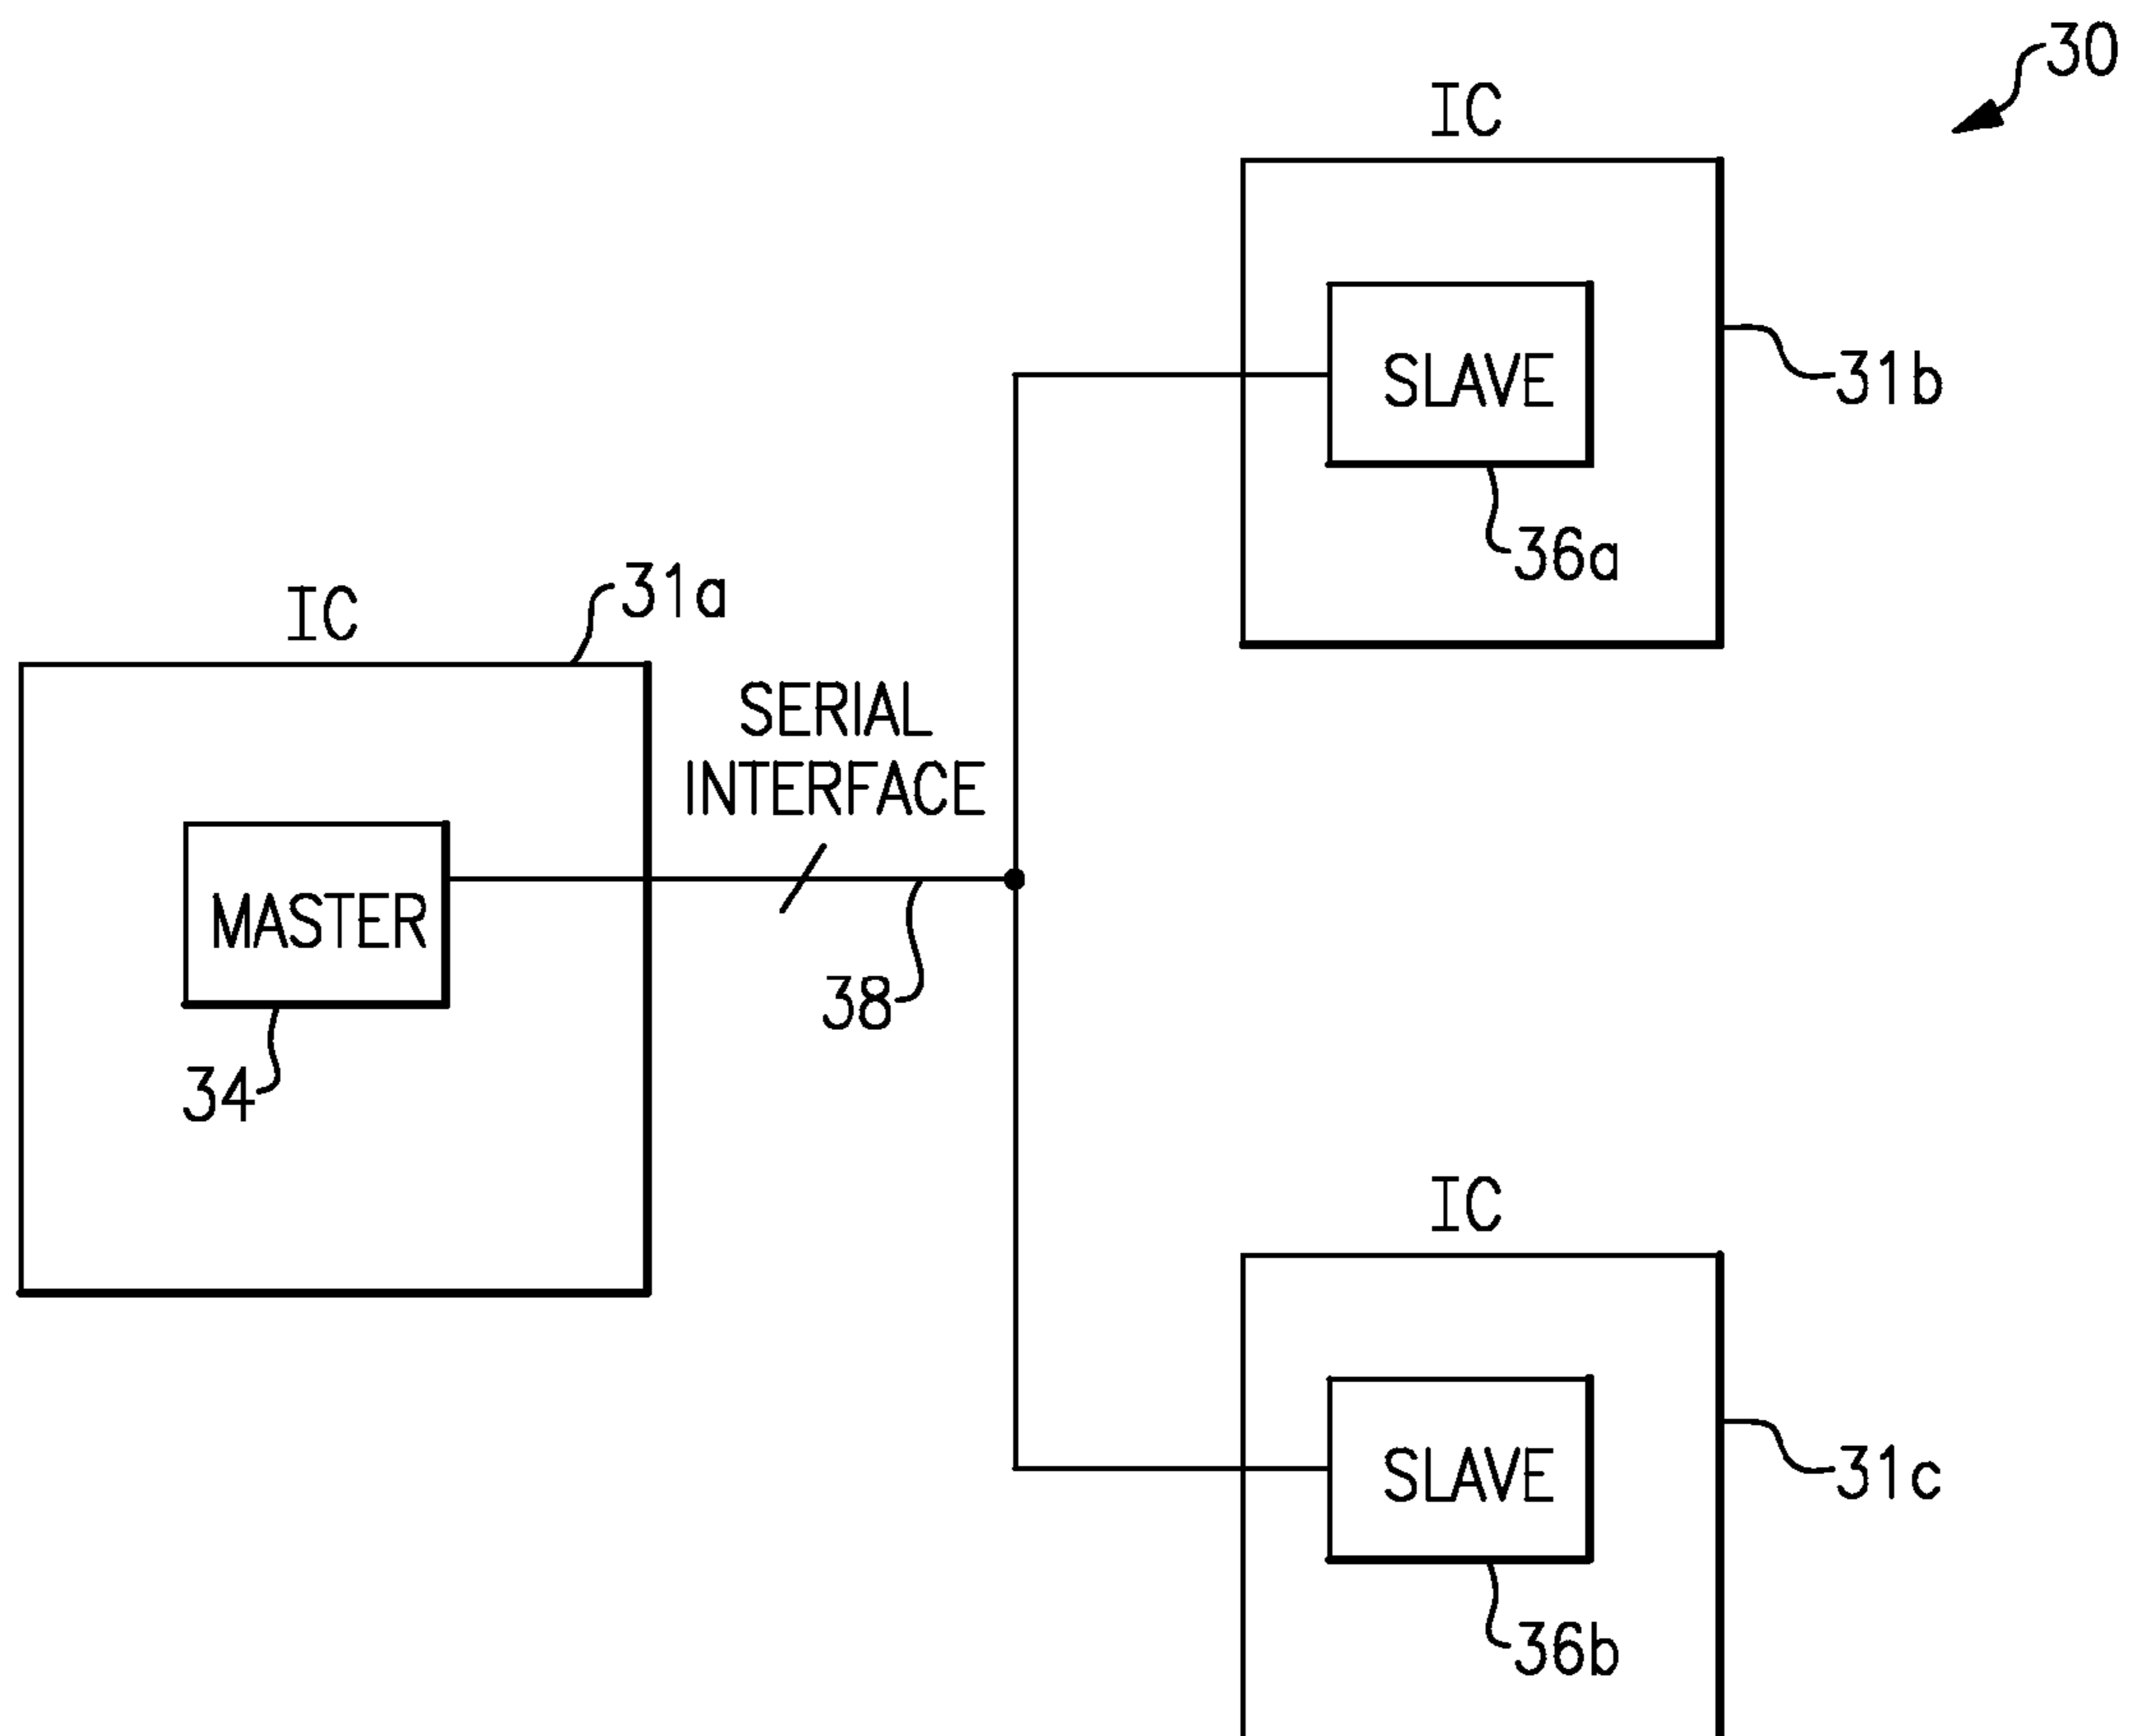 30
IC
SLAVE
31b
36a
IC
31a
SERIAL
INTERFACE
MASTER
38
34
IC
SLAVE
31c
36b